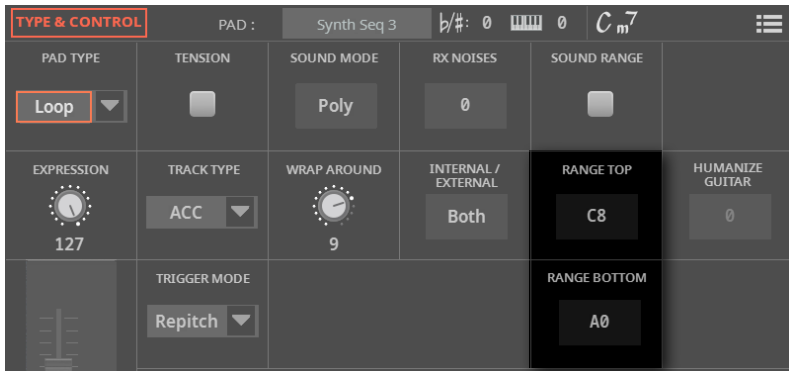 TYPE & CONTROL PAD : Synth Seq 3 ♭/#: 0 0 Cm7
PAD TYPE TENSION SOUND MODE RX NOISES SOUND RANGE
Loop Poly 0
EXPRESSION TRACK TYPE WRAP AROUND INTERNAL / EXTERNAL RANGE TOP HUMANIZE GUITAR
ACC Both C8 0
127 9
TRIGGER MODE RANGE BOTTOM
Repitch A0